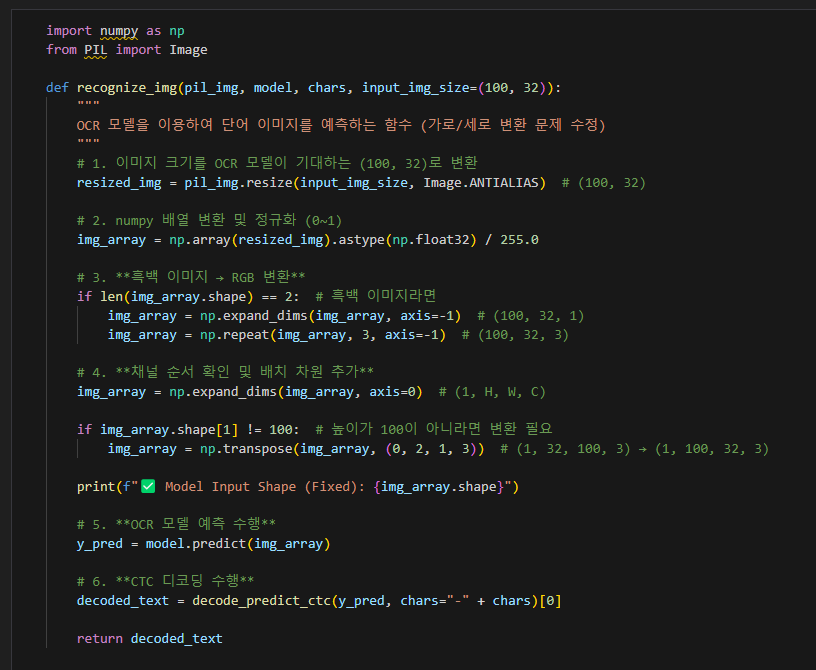 import numpy as np
from PIL import Image
def recognize_img(pil_img, model, chars, input_img_size=(100, 32)):
"""
OCR 모델을 이용하여 단어 이미지를 예측하는 함수 (가로/세로 변환 문제 수정)
"""
# 1. 이미지 크기를 OCR 모델이 기대하는 (100, 32)로 변환
resized_img = pil_img.resize(input_img_size, Image.ANTIALIAS)  # (100, 32)
# 2. numpy 배열 변환 및 정규화 (0~1)
img_array = np.array(resized_img).astype(np.float32) / 255.0
# 3. **흑백 이미지 → RGB 변환**
if len(img_array.shape) == 2:  # 흑백 이미지라면
img_array = np.expand_dims(img_array, axis=-1)  # (100, 32, 1)
img_array = np.repeat(img_array, 3, axis=-1)  # (100, 32, 3)
# 4. **채널 순서 확인 및 배치 차원 추가**
img_array = np.expand_dims(img_array, axis=0)  # (1, H, W, C)
if img_array.shape[1] != 100:  # 높이가 100이 아니라면 변환 필요
img_array = np.transpose(img_array, (0, 2, 1, 3))  # (1, 32, 100, 3) → (1, 100, 32, 3)
print(f"✅ Model Input Shape (Fixed): {img_array.shape}")
# 5. **OCR 모델 예측 수행**
y_pred = model.predict(img_array)
# 6. **CTC 디코딩 수행**
decoded_text = decode_predict_ctc(y_pred, chars="-" + chars)[0]
return decoded_text